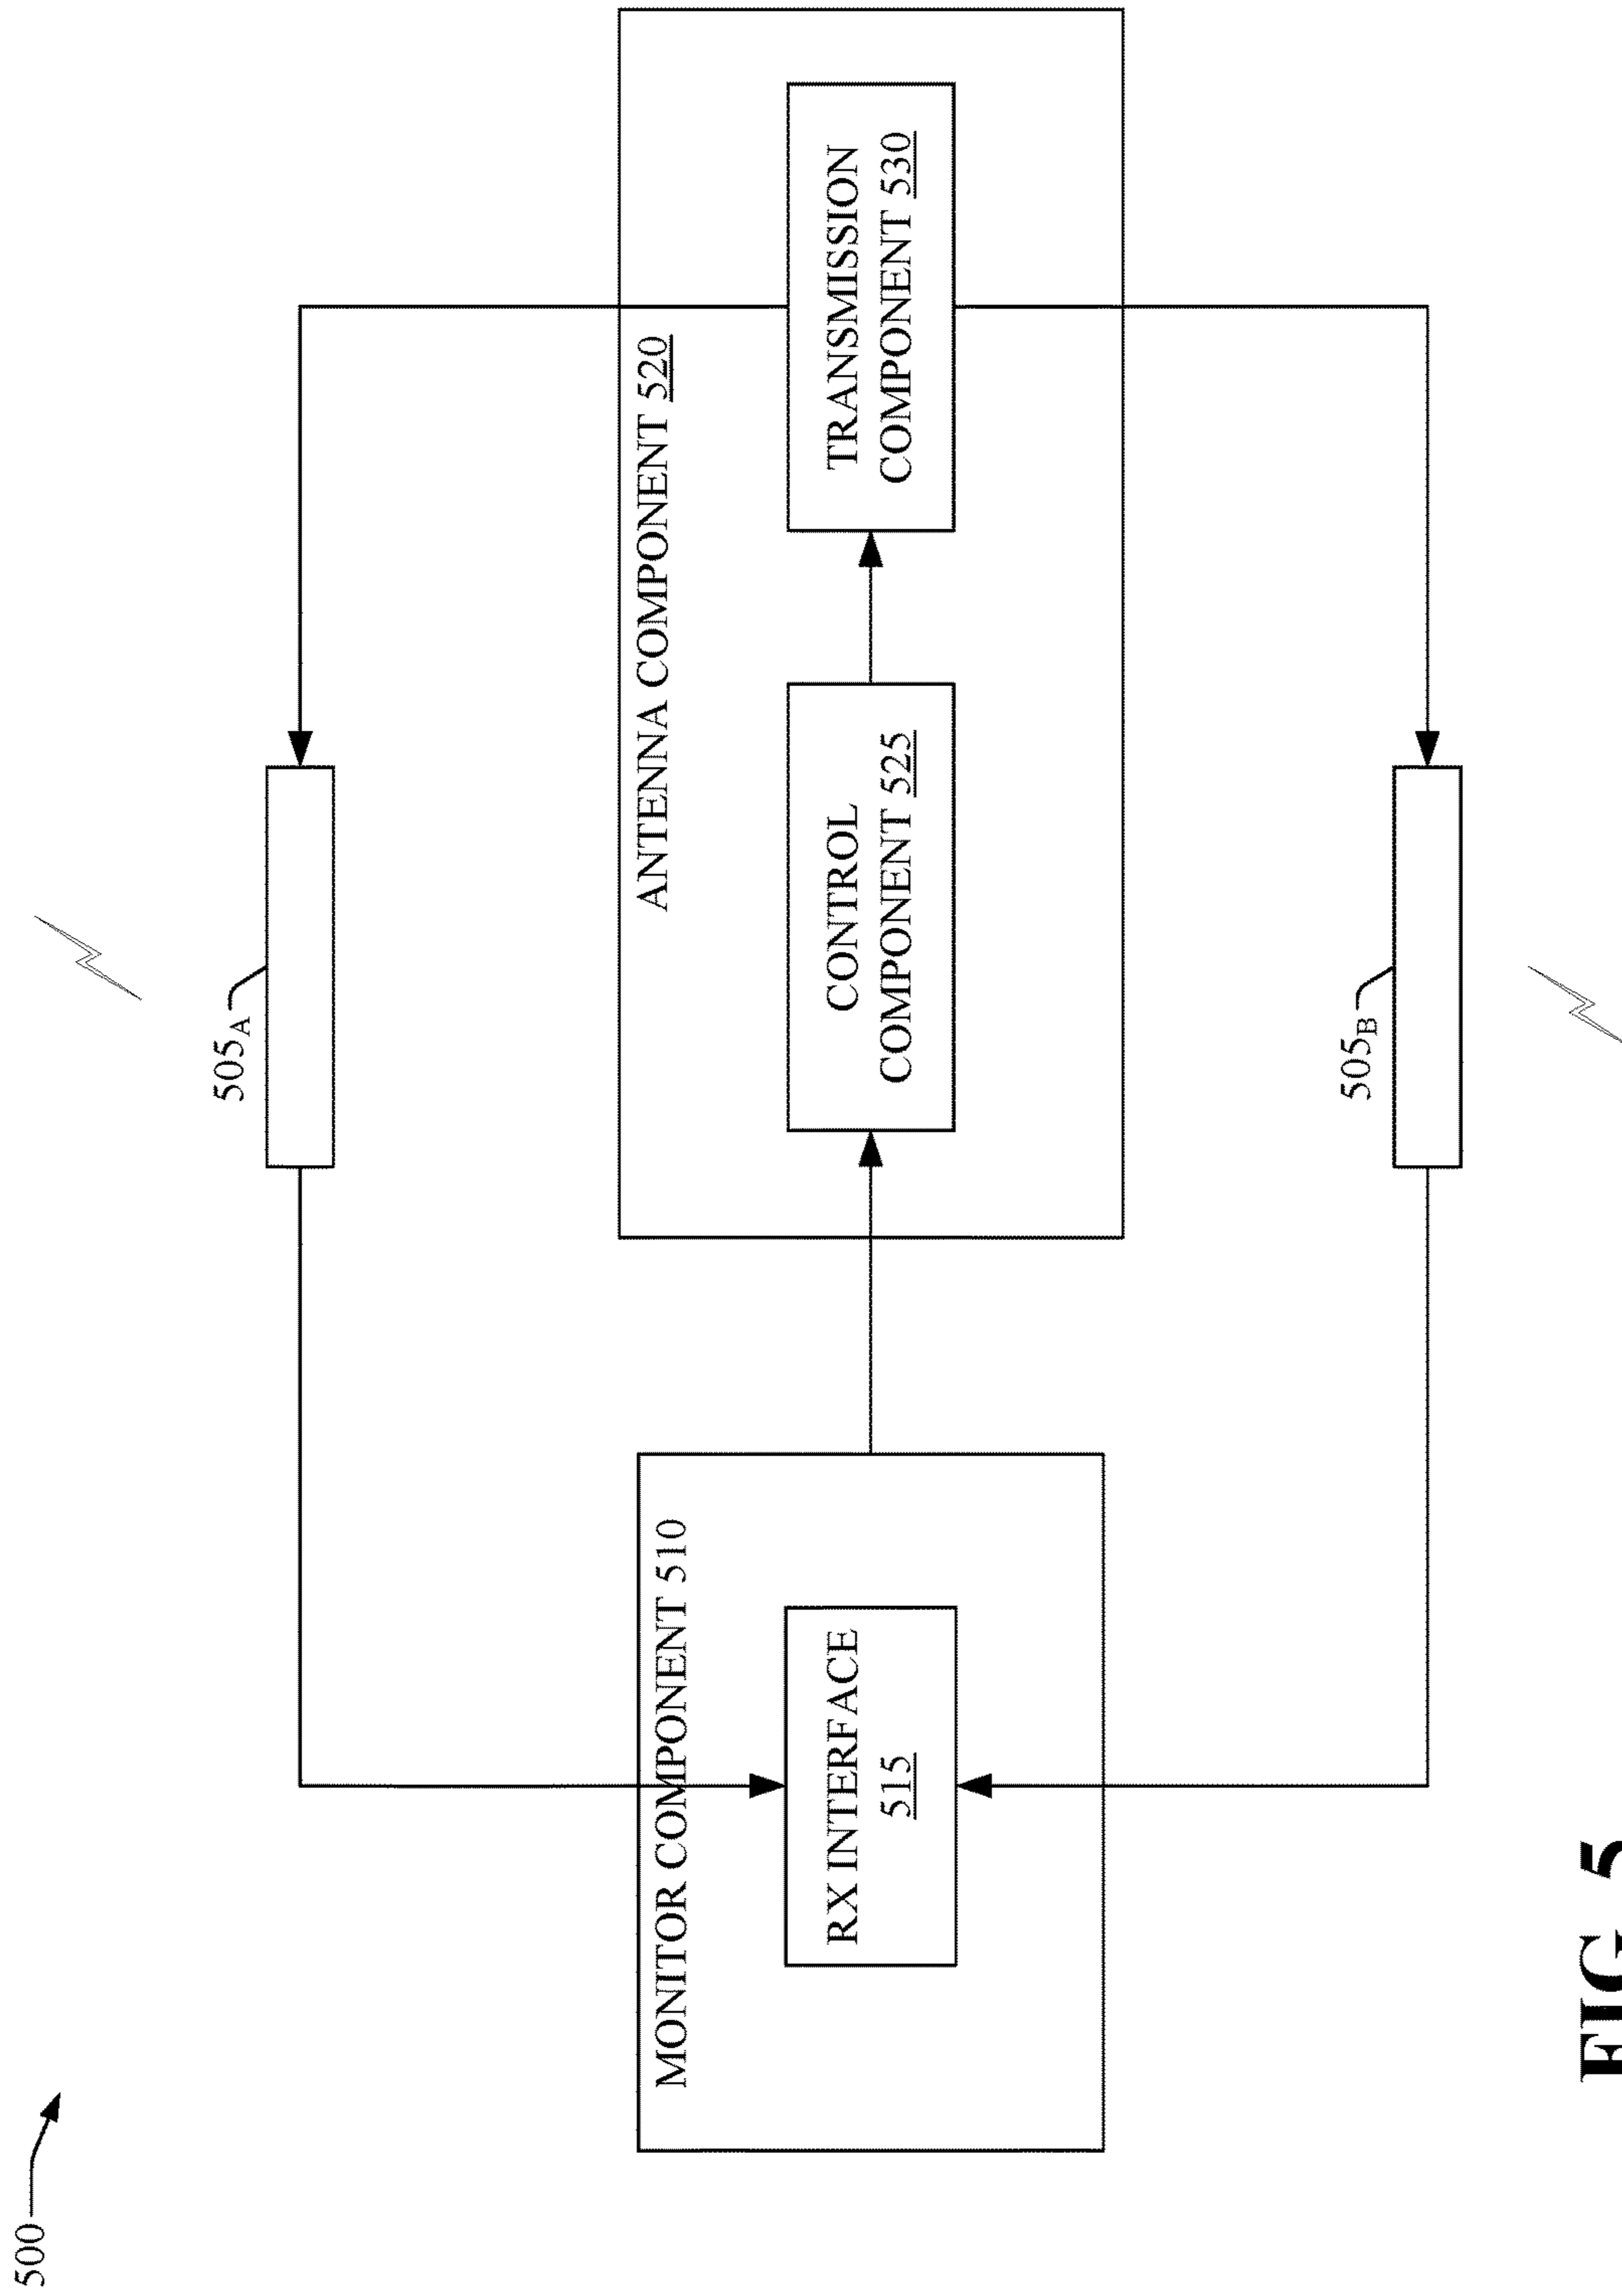 500
505A
ANTENNA COMPONENT 520
MONITOR COMPONENT 510
RX INTERFACE
515
CONTROL
COMPONENT 525
TRANSMISSION
COMPONENT 530
505B
FIG. 5